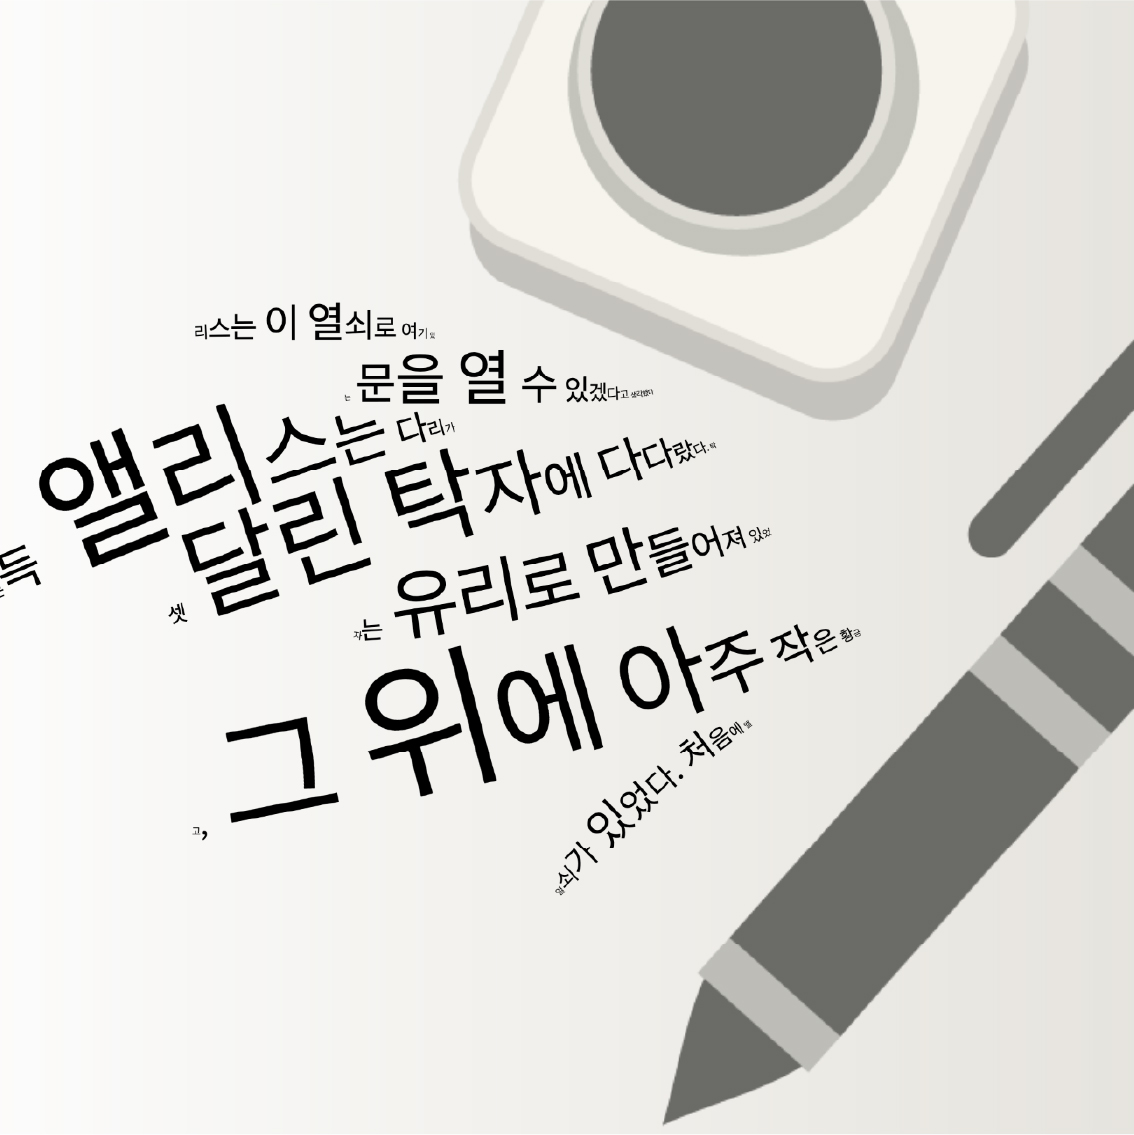 리스는 이 열쇠로 여기 있
는 문을 열 수 있겠다고 생각했다
득 앨리스는 다리가
셋 달린 탁자에 다다랐다. 탁
자는 유리로 만들어져 있었
고, 그 위에 아주 작은 황금
열쇠가 있었다. 처음에 앨